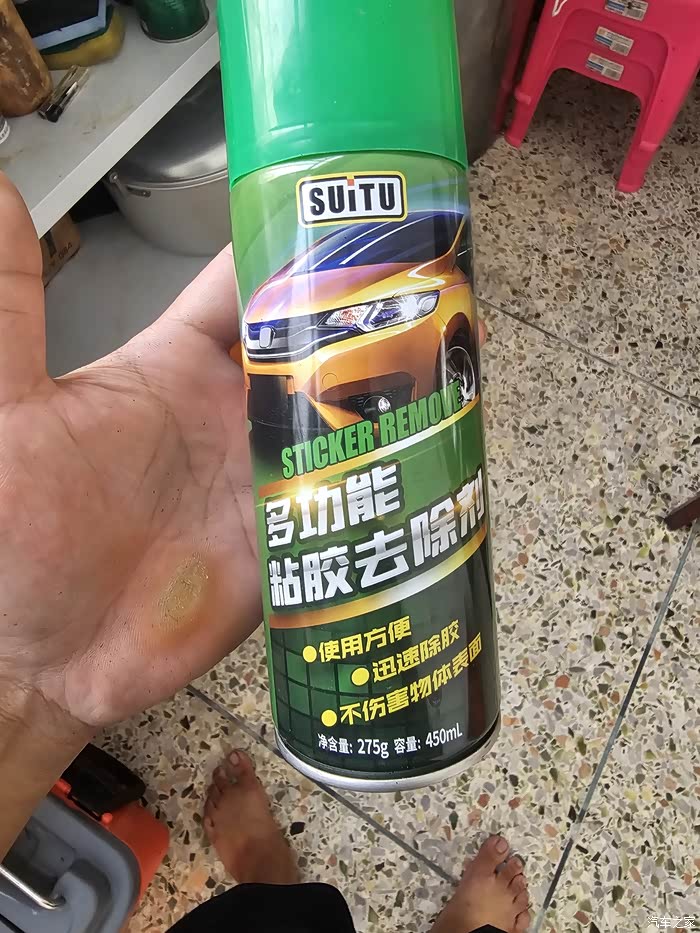 SUiTU
STICKER REMOVE
多功能
粘胶去除剂
●使用方便
●迅速除胶
●不伤害物体表面
净含量: 275g 容量: 450mL
汽车之家